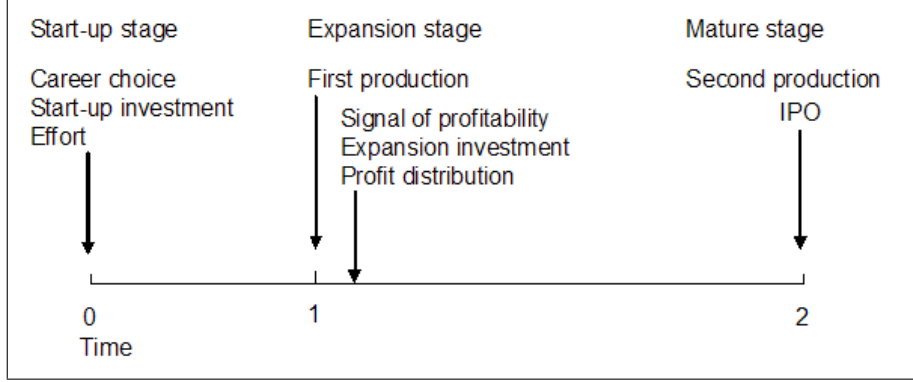 Start-up stage
Expansion stage
Mature stage
Career choice
Start-up investment
Effort
First production
Signal of profitability
Expansion investment
Profit distribution
Second production
IPO
0
1
2
Time